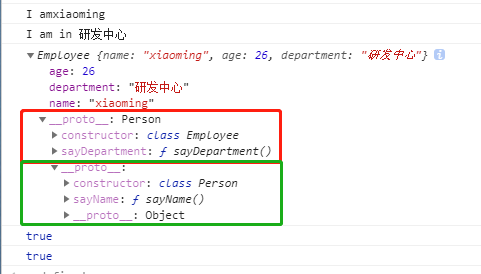 I amxiaoming
I am in 研发中心
▼Employee {name: "xiaoming", age: 26, department: "研发中心"} i
age: 26
department: "研发中心"
name: "xiaoming"
▼__proto__: Person
▶constructor: class Employee
▶sayDepartment: ƒ sayDepartment()
▼__proto__:
▶constructor: class Person
▶sayName: ƒ sayName()
▶__proto__: Object
true
true